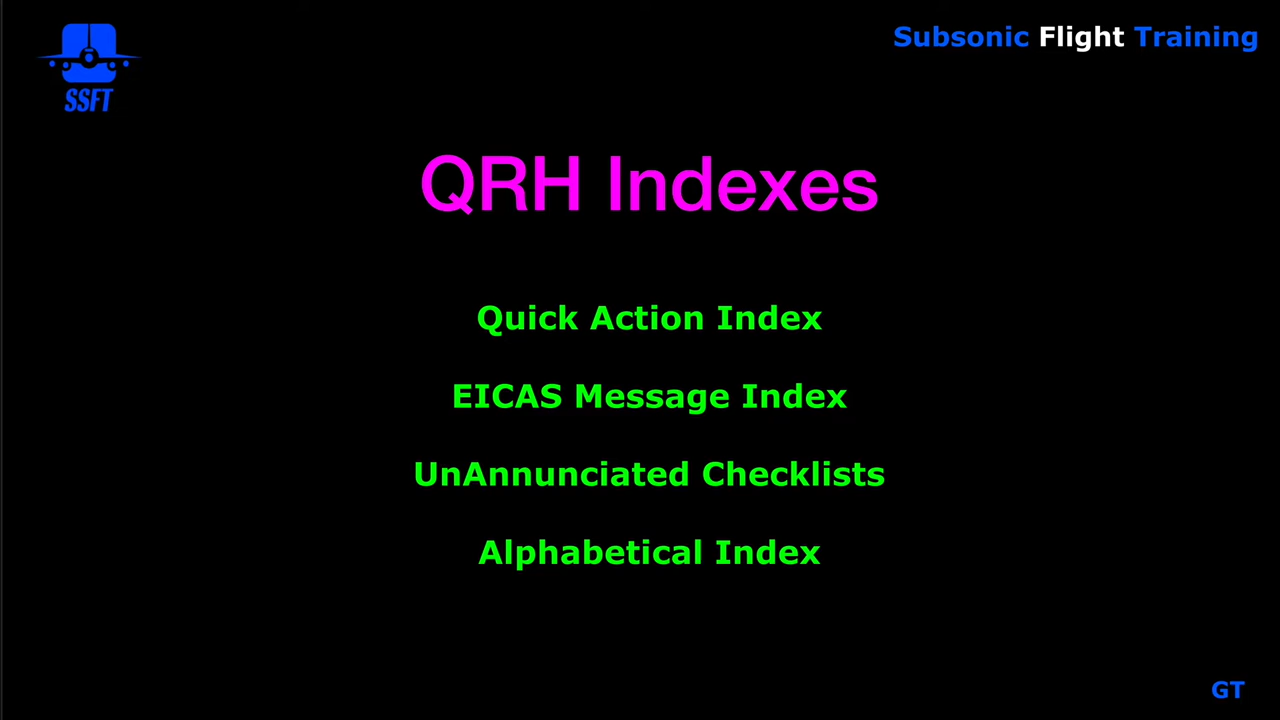 Subsonic Flight Training
SSFT
QRH Indexes
Quick Action Index
EICAS Message Index
UnAnnunciated Checklists
Alphabetical Index
GT